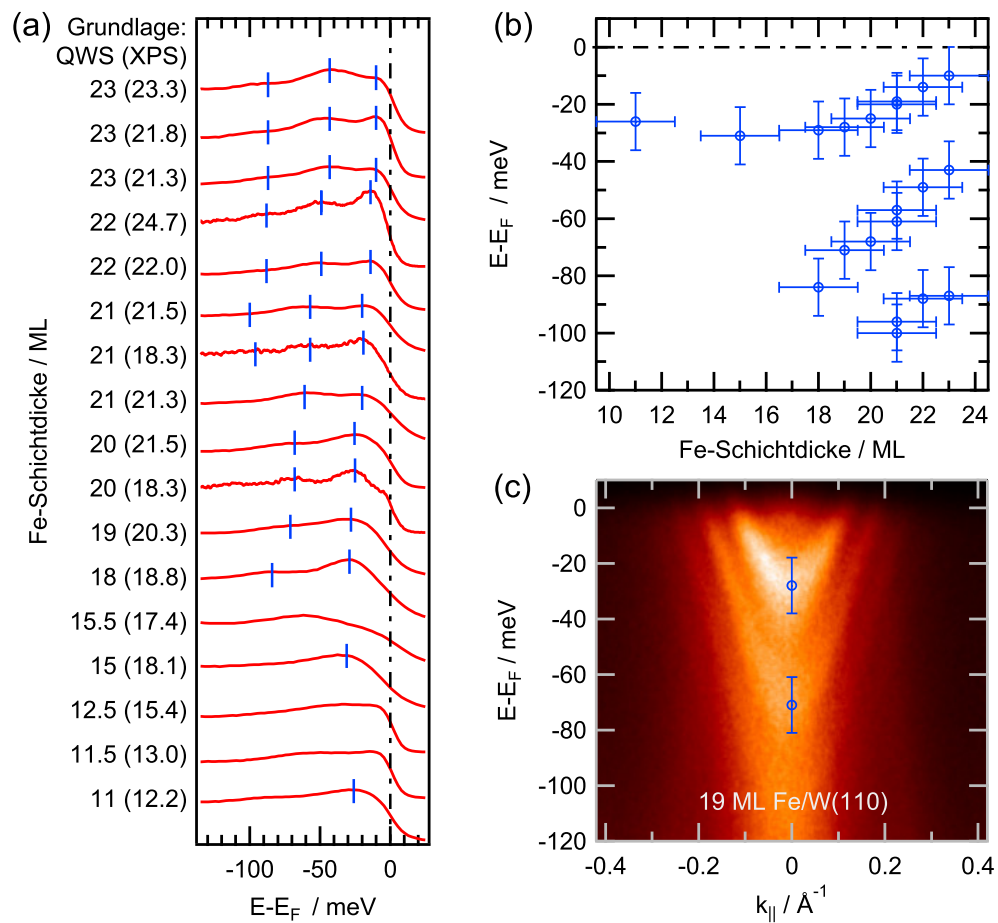 (a)
Grundlage:
QWS (XPS)
23 (23.3)
23 (21.8)
23 (21.3)
22 (24.7)
22 (22.0)
21 (21.5)
21 (18.3)
21 (21.3)
20 (21.5)
20 (18.3)
19 (20.3)
18 (18.8)
15.5 (17.4)
15 (18.1)
12.5 (15.4)
11.5 (13.0)
11 (12.2)
Fe-Schichtdicke / ML
-100 -50 0
E-EF / meV
(b)
0
-20
-40
-60
-80
-100
-120
E-EF / meV
10 12 14 16 18 20 22 24
Fe-Schichtdicke / ML
(c)
0
-20
-40
-60
-80
-100
-120
E-EF / meV
19 ML Fe/W(110)
-0.4 -0.2 0 0.2 0.4
k|| / Å-1